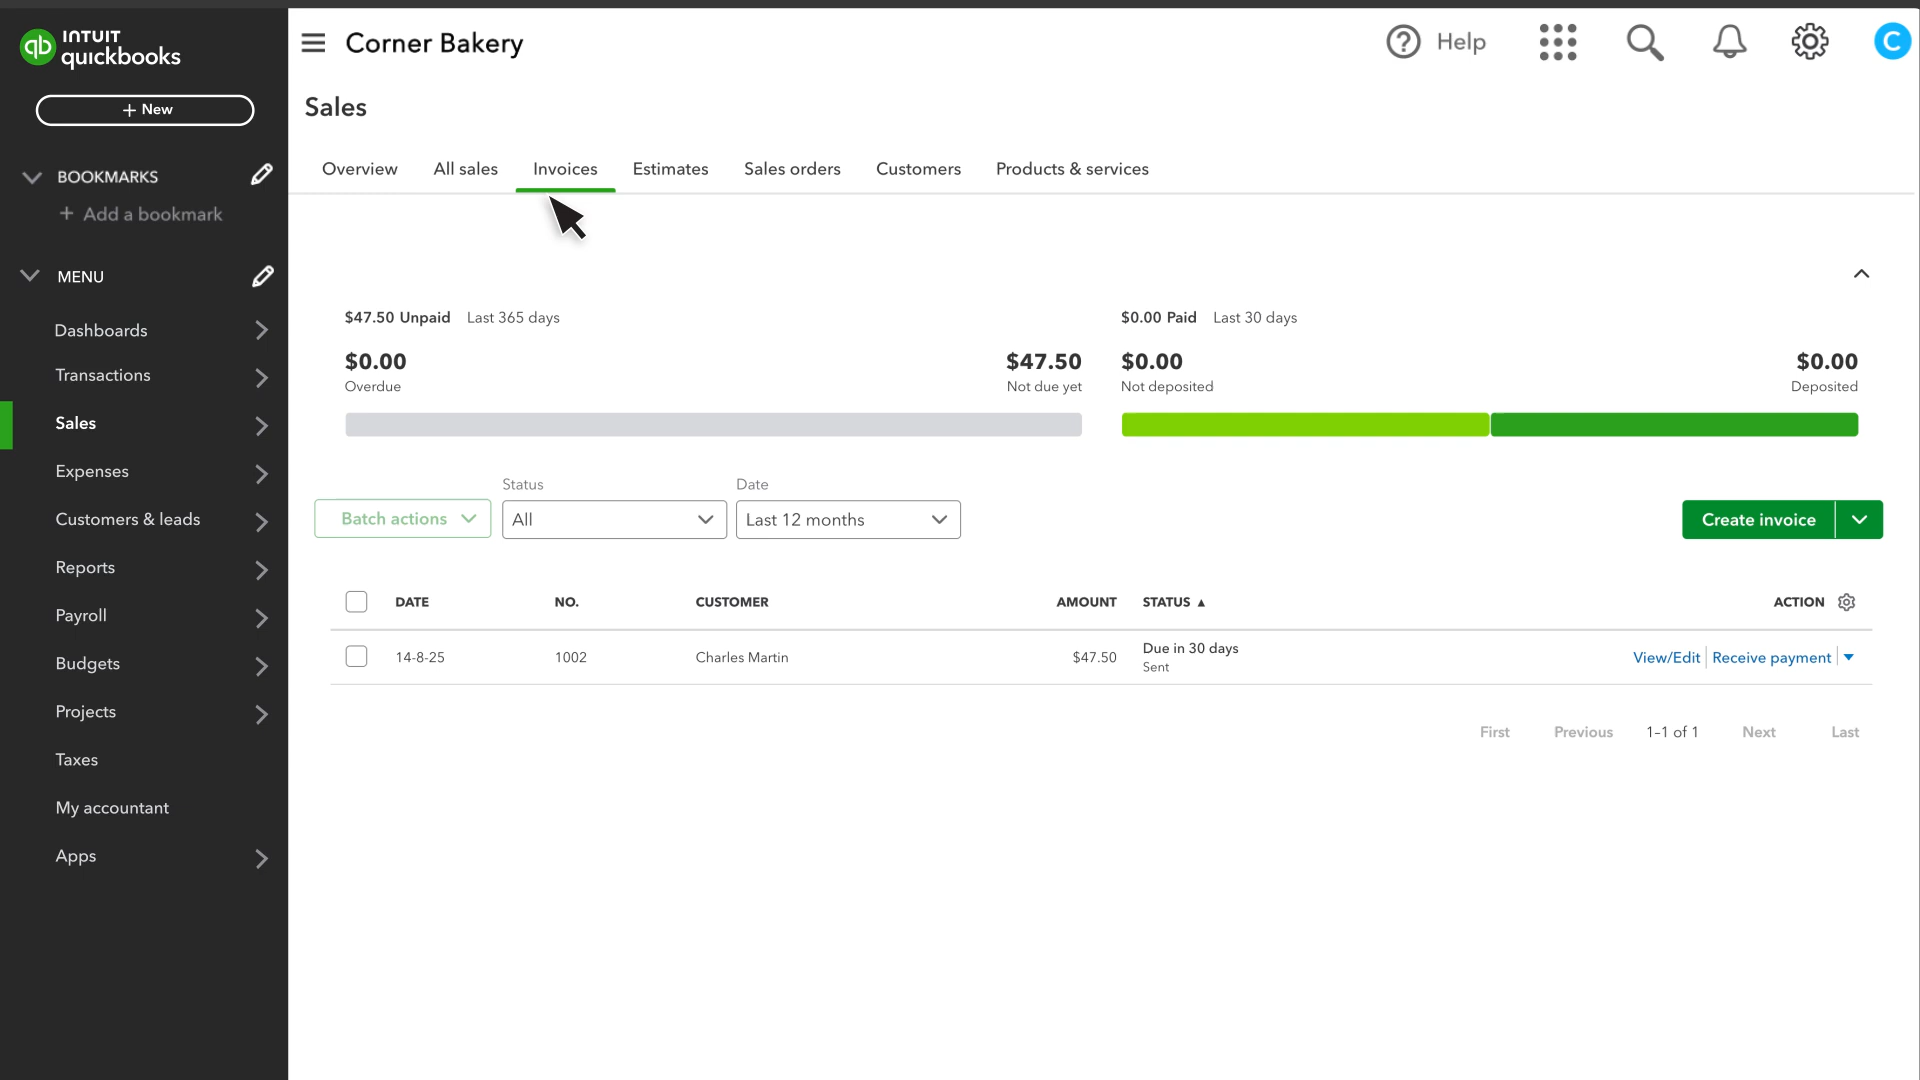 INTUIT
quickbooks
Corner Bakery
Help
C
+ New
Sales
BOOKMARKS
+ Add a bookmark
Overview All sales Invoices Estimates Sales orders Customers Products & services
MENU
Dashboards
Transactions
Sales
Expenses
Customers & leads
Reports
Payroll
Budgets
Projects
Taxes
My accountant
Apps
$47.50 Unpaid Last 365 days
$0.00 $47.50
Overdue Not due yet
$0.00 Paid Last 30 days
$0.00 $0.00
Not deposited Deposited
Status Date
Batch actions All Last 12 months Create invoice
DATE NO. CUSTOMER AMOUNT STATUS ▲ ACTION
14-8-25 1002 Charles Martin $47.50 Due in 30 days View/Edit Receive payment
Sent
First Previous 1–1 of 1 Next Last